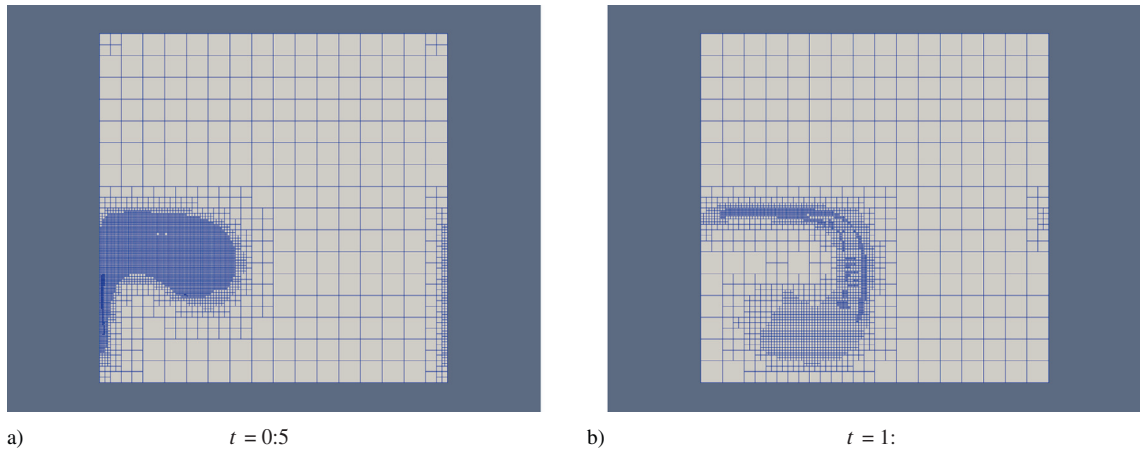 a) t = 0:5 b) t = 1: